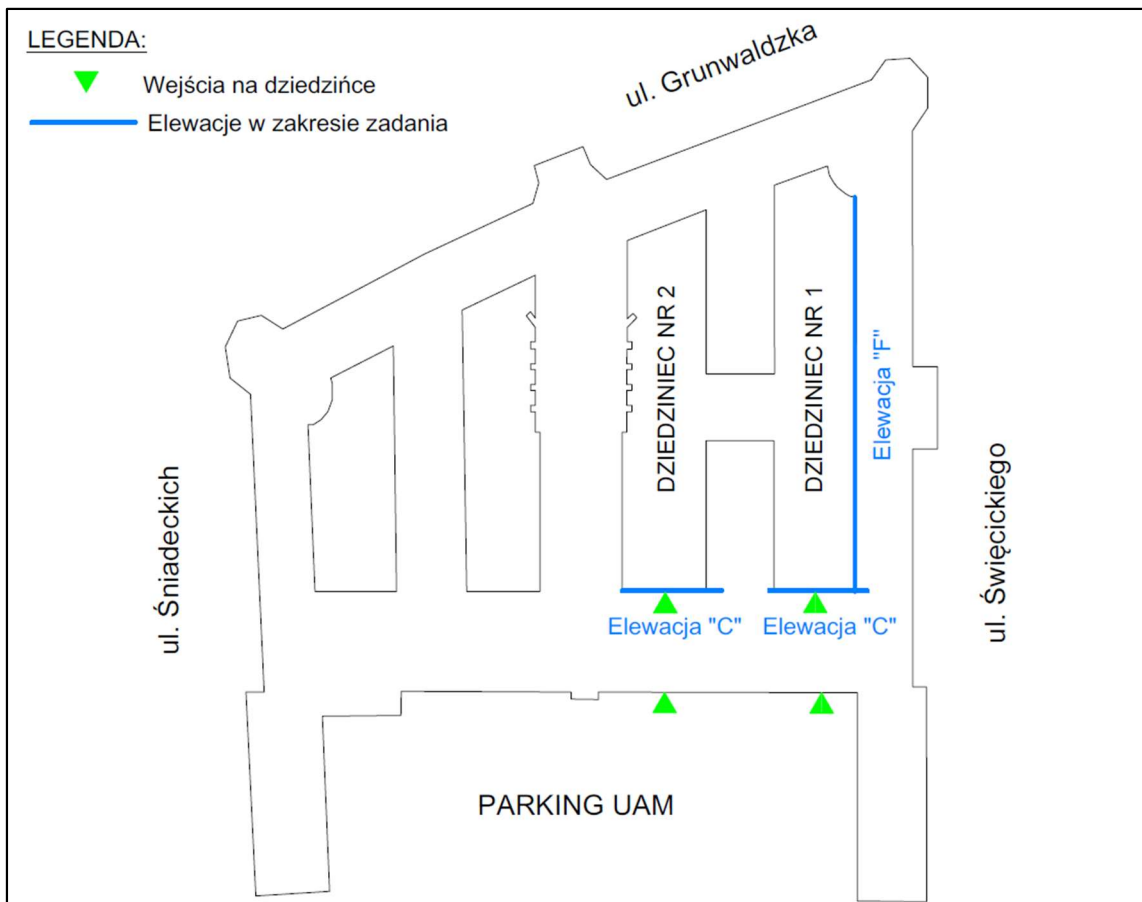 LEGENDA:
Wejścia na dziedzińce
Elewacje w zakresie zadania
ul. Grunwaldzka
DZIEDZINIEC NR 2
DZIEDZINIEC NR 1
Elewacja "F"
ul. Śniadeckich
ul. Święcickiego
Elewacja "C"
Elewacja "C"
PARKING UAM